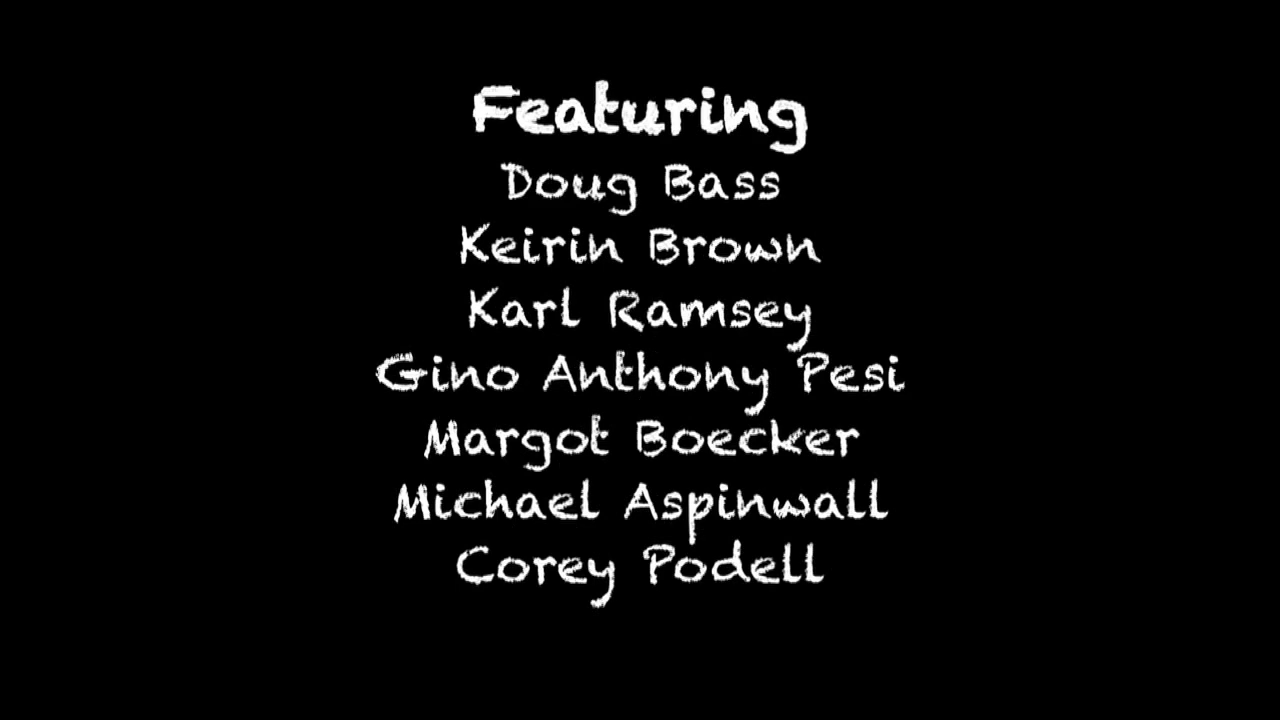 Featuring
Doug Bass
Keirin Brown
Karl Ramsey
Gino Anthony Pesi
Margot Boecker
Michael Aspinwall
Corey Podell